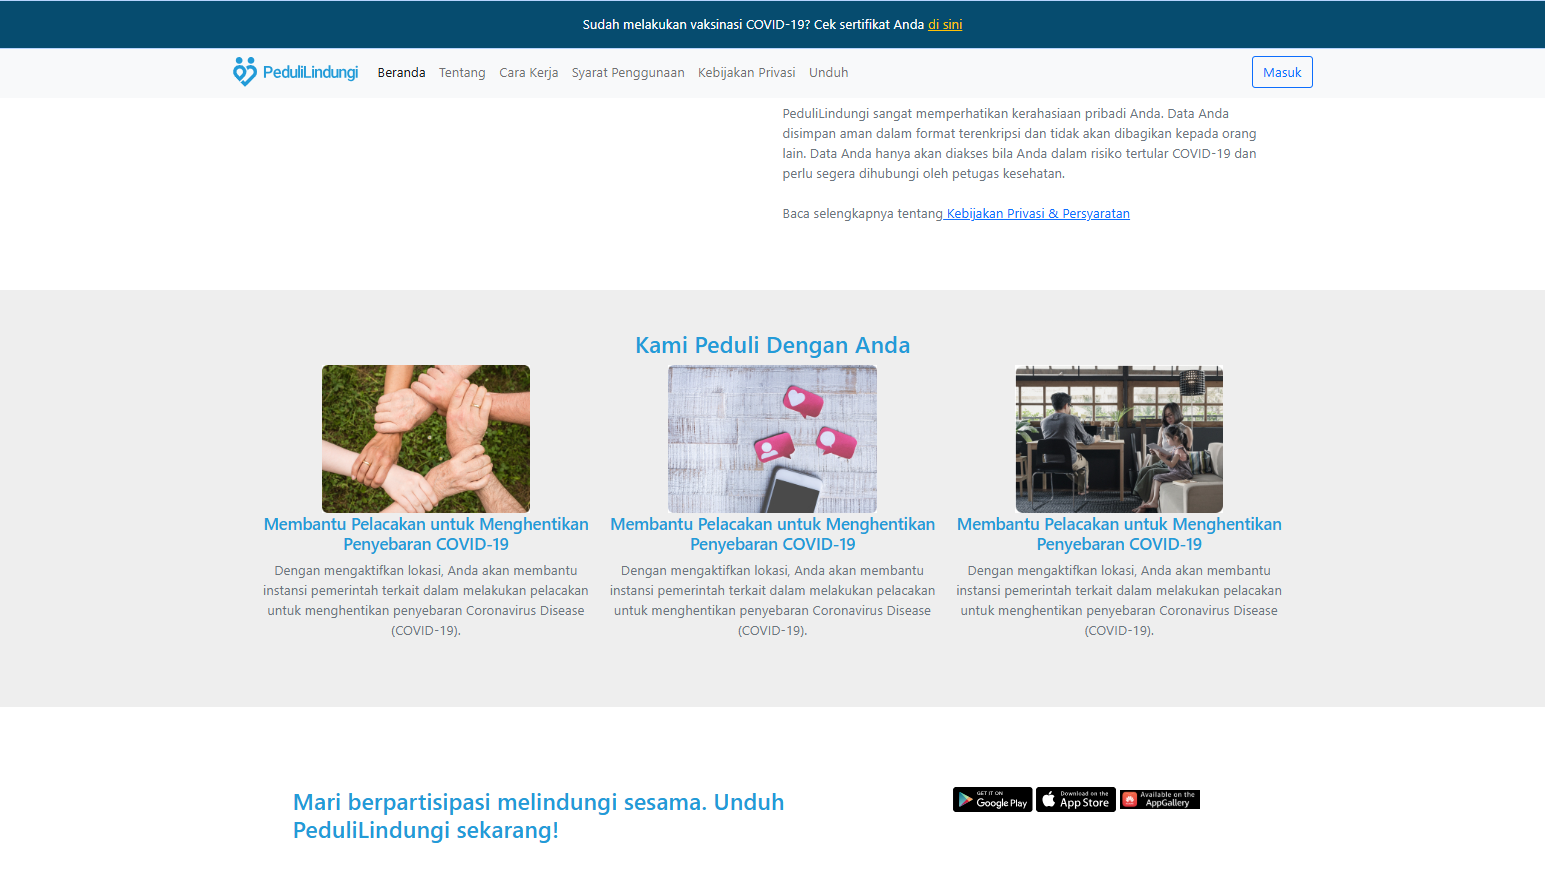 Sudah melakukan vaksinasi COVID-19? Cek sertifikat Anda di sini
PeduliLindungi
Beranda
Tentang
Cara Kerja
Syarat Penggunaan
Kebijakan Privasi
Unduh
Masuk
PeduliLindungi sangat memperhatikan kerahasiaan pribadi Anda. Data Anda
disimpan aman dalam format terenkripsi dan tidak akan dibagikan kepada orang
lain. Data Anda hanya akan diakses bila Anda dalam risiko tertular COVID-19 dan
perlu segera dihubungi oleh petugas kesehatan.
Baca selengkapnya tentang Kebijakan Privasi & Persyaratan
Kami Peduli Dengan Anda
Membantu Pelacakan untuk Menghentikan
Penyebaran COVID-19
Dengan mengaktifkan lokasi, Anda akan membantu
instansi pemerintah terkait dalam melakukan pelacakan
untuk menghentikan penyebaran Coronavirus Disease
(COVID-19).
Membantu Pelacakan untuk Menghentikan
Penyebaran COVID-19
Dengan mengaktifkan lokasi, Anda akan membantu
instansi pemerintah terkait dalam melakukan pelacakan
untuk menghentikan penyebaran Coronavirus Disease
(COVID-19).
Membantu Pelacakan untuk Menghentikan
Penyebaran COVID-19
Dengan mengaktifkan lokasi, Anda akan membantu
instansi pemerintah terkait dalam melakukan pelacakan
untuk menghentikan penyebaran Coronavirus Disease
(COVID-19).
Mari berpartisipasi melindungi sesama. Unduh
PeduliLindungi sekarang!
GET IT ON
Google Play
Download on the
App Store
Available on the
AppGallery